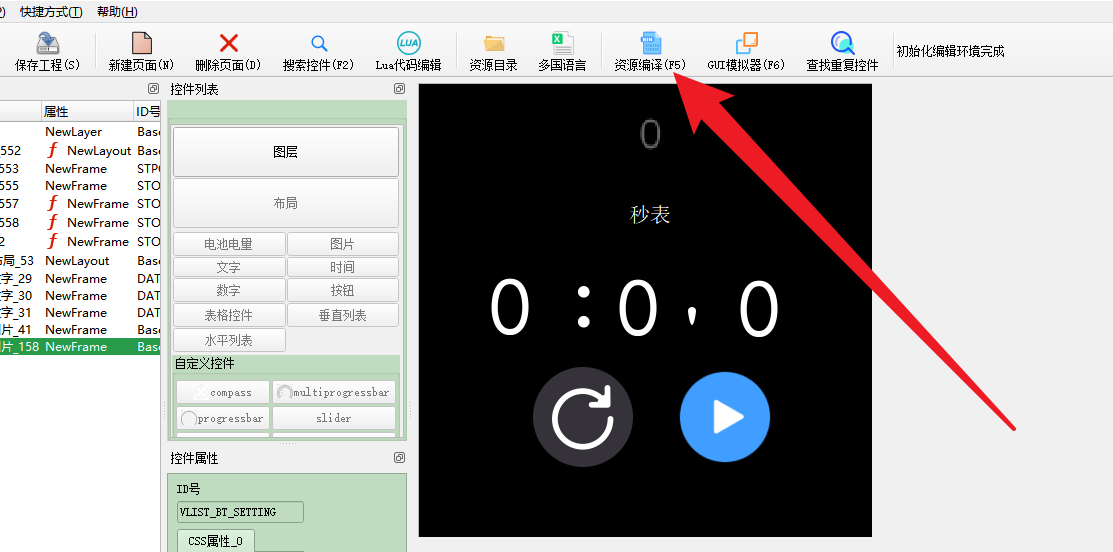 快捷方式(T) 帮助(H)
保存工程(S) 新建页面(N) 删除页面(D) 搜索控件(F2) LUA Lua代码编辑 资源目录 多国语言 资源编译(F5) GUI模拟器(F6) 查找重复控件 初始化编辑环境完成
控件列表
属性 ID号
NewLayer Base
552 NewLayout Base
553 NewFrame STPO
555 NewFrame STO
557 NewFrame STO
558 NewFrame STO
2 NewFrame STO
布局_53 NewLayout Base
文字_29 NewFrame DAT
文字_30 NewFrame DAT
文字_31 NewFrame DAT
图片_41 NewFrame Base
图片_158 NewFrame Base
图层
布局
电池电量 图片
文字 时间
数字 按钮
表格控件 垂直列表
水平列表
自定义控件
compass multiprogressbar
progressbar slider
控件属性
ID号
VLIST_BT_SETTING
CSS属性_0
0
秒表
0 :0, 0